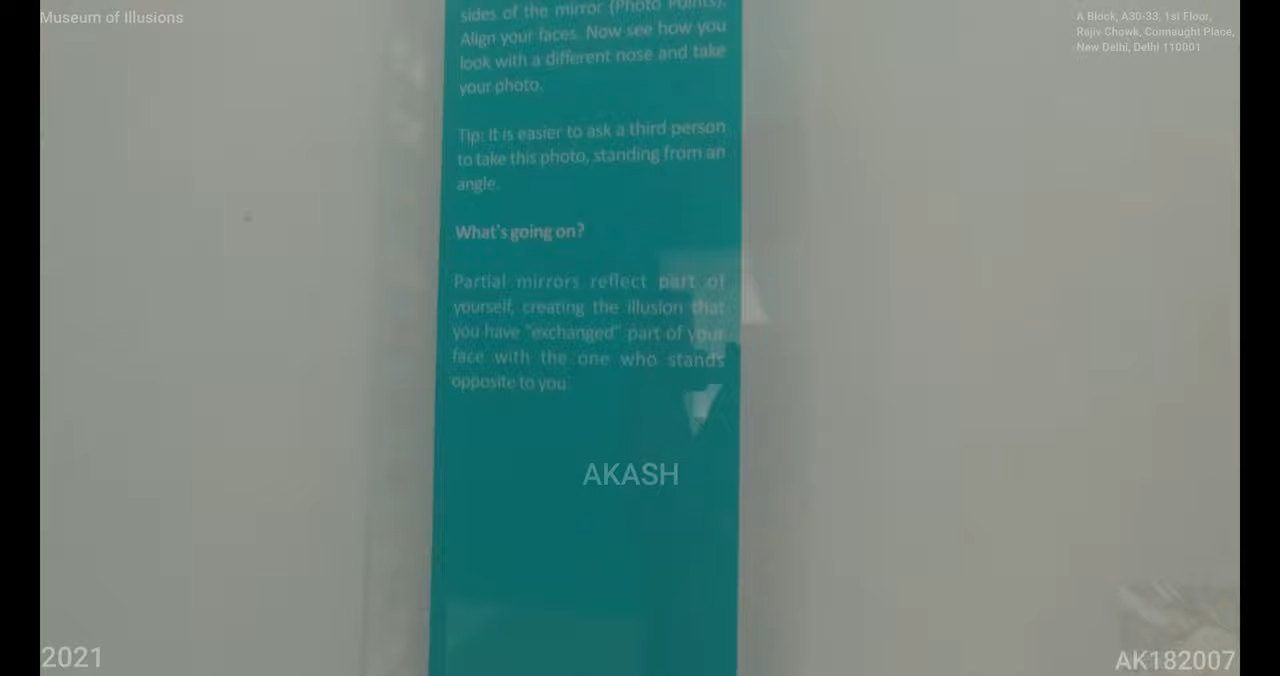 Museum of Illusions
A Block, A30-33, 1st Floor,
Rajiv Chowk, Connaught Place,
New Delhi, Delhi 110001
sides of the mirror (Photo Points).
Align your faces. Now see how you
look with a different nose and take
your photo.
Tip: It is easier to ask a third person
to take this photo, standing from an
angle.
What's going on?
Partial mirrors reflect part of
yourself, creating the illusion that
you have "exchanged" part of your
face with the one who stands
opposite to you.
AKASH
2021
AK182007